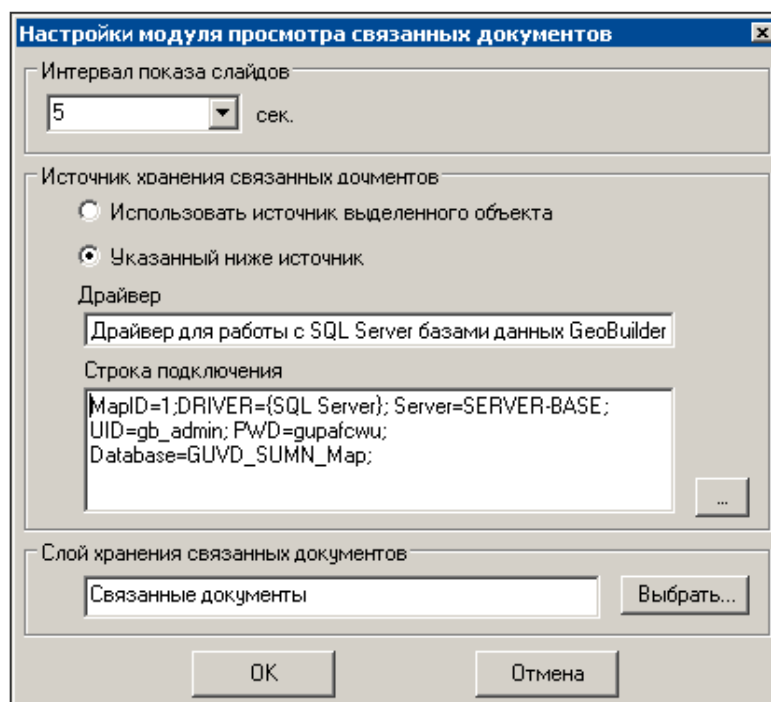 Настройки модуля просмотра связанных документов
Интервал показа слайдов
5
сек.
Источник хранения связанных дочментов
Использовать источник выделенного объекта
Указанный ниже источник
Драйвер
Драйвер для работы с SQL Server базами данных GeoBuilder
Строка подключения
MapID=1;DRIVER={SQL Server}; Server=SERVER-BASE;
UID=gb_admin; PWD=gupafcwu;
Database=GUVD_SUMN_Map;
...
Слой хранения связанных документов
Связанные документы
Выбрать...
OK
Отмена